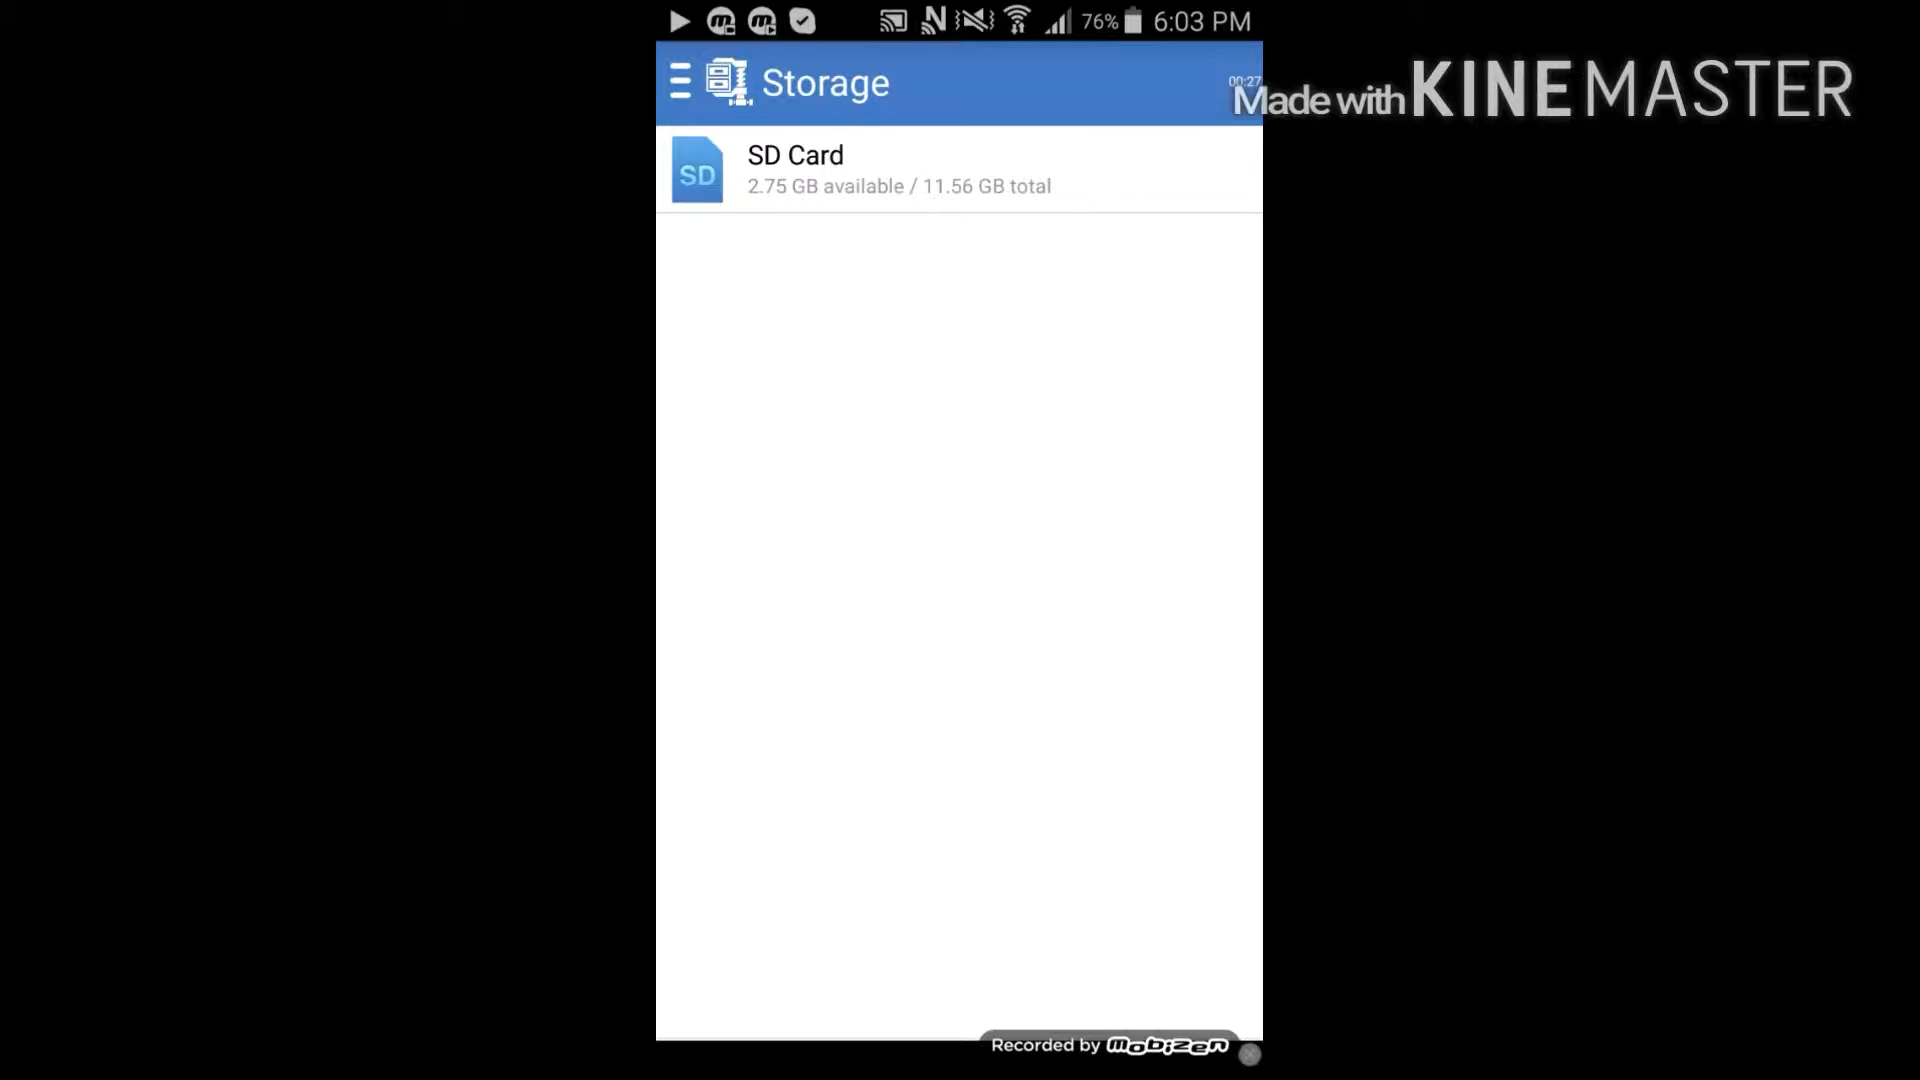 76% 6:03 PM
Storage
00:27
Made with KINEMASTER
SD
SD Card
2.75 GB available / 11.56 GB total
Recorded by mobizen